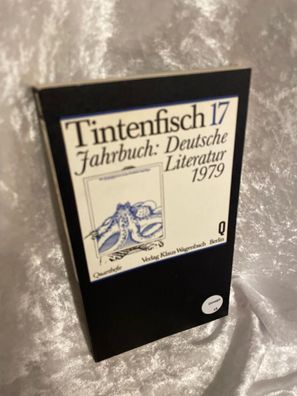 Tintenfisch 17
Jahrbuch: Deutsche
Literatur
1979
Q
Quarthefte
Verlag Klaus Wagenbach
Berlin